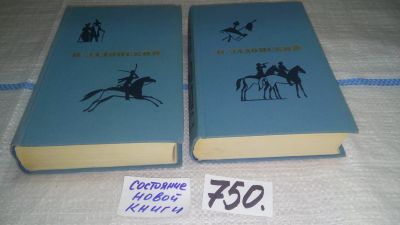 Н. ЗАДОНСКИЙ
Н. ЗАДОНСКИЙ
состояние
новой
книги
750.